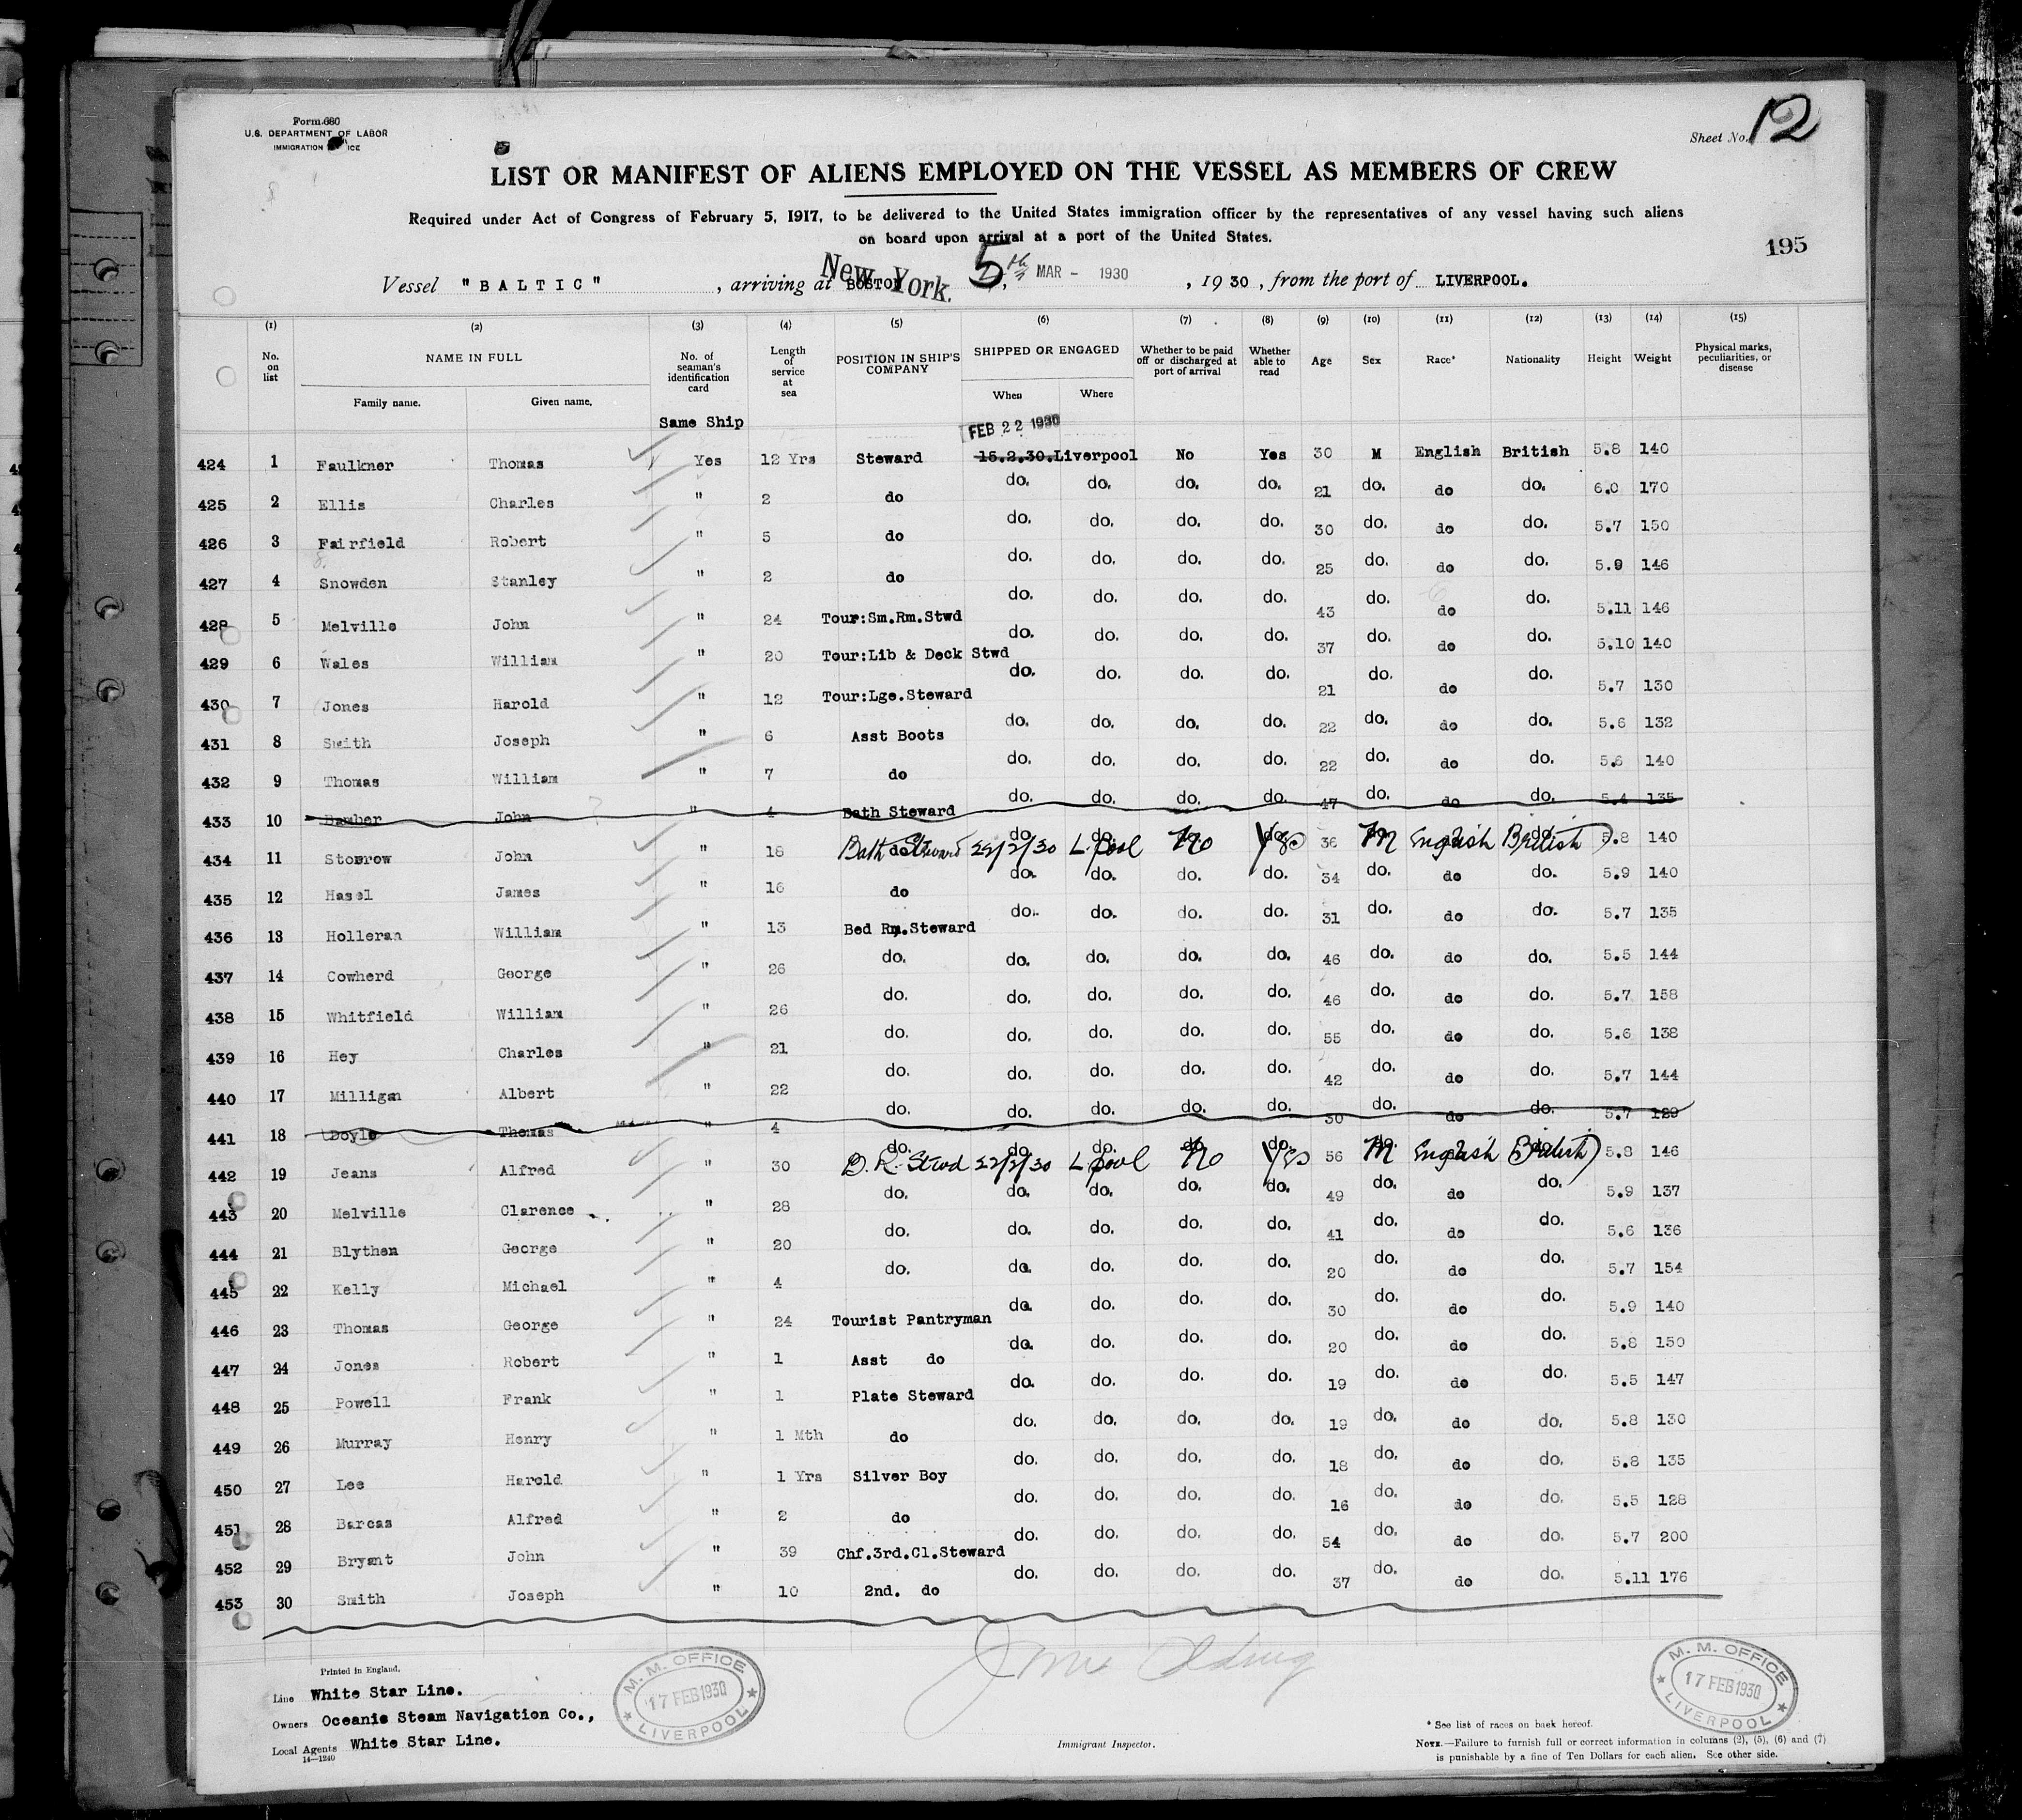 Form 680
U.S. DEPARTMENT OF LABOR
IMMIGRATION
Sheet No. 12
LIST OR MANIFEST OF ALIENS EMPLOYED ON THE VESSEL AS MEMBERS OF CREW
Required under Act of Congress of February 5, 1917, to be delivered to the United States immigration officer by the representatives of any vessel having such aliens
on board upon arrival at a port of the United States.
195
Vessel "BALTIC", arriving at BOSTON New York. 5th MAR - 1930, 1930, from the port of LIVERPOOL.
(1) (2) (3) (4) (5) (6) (7) (8) (9) (10) (11) (12) (13) (14) (15)
No. on list NAME IN FULL No. of seaman's identification card Length of service at sea POSITION IN SHIP'S COMPANY SHIPPED OR ENGAGED Whether to be paid off or discharged at port of arrival Whether able to read Age Sex Race* Nationality Height Weight Physical marks, peculiarities, or disease
Family name. Given name. When Where
Same Ship FEB 22 1930
424 1 Faulkner Thomas Yes 12 Yrs Steward 15.2.30. Liverpool No Yes 30 M English British 5.8 140
425 2 Ellis Charles " 2 do do. do. do. do. 21 do. do do. 6.0 170
426 3 Fairfield Robert " 5 do do. do. do. do. 30 do. do do. 5.7 150
427 4 Snowden Stanley " 2 do do. do. do. do. 25 do. do do. 5.9 146
428 5 Melville John " 24 Tour:Sm.Rm.Stwd do. do. do. do. 43 do. do do. 5.11 146
429 6 Wales William " 20 Tour:Lib & Deck Stwd do. do. do. do. 37 do. do do. 5.10 140
430 7 Jones Harold " 12 Tour:Lge.Steward do. do. do. do. 21 do. do do. 5.7 130
431 8 Smith Joseph " 6 Asst Boots do. do. do. do. 22 do. do do. 5.6 132
432 9 Thomas William " 7 do do. do. do. do. 22 do. do do. 5.6 140
433 10 Bamber John " 4 Bath Steward do. do. do. do. 47 do. do do. 5.4 135
434 11 Storrow John " 18 do Bath Steward do. 22/2/30 do. L.pool No do. Yes 36 M English British 5.8 140
435 12 Hasel James " 16 do do. do. do. do. 34 do. do do. 5.9 140
436 13 Holleran William " 13 Bed Rm.Steward do. do. do. do. 31 do. do do. 5.7 135
437 14 Cowherd George " 26 do. do. do. do. do. 46 do. do do. 5.5 144
438 15 Whitfield William " 26 do. do. do. do. do. 46 do. do do. 5.7 158
439 16 Hey Charles " 21 do. do. do. do. do. 55 do. do do. 5.6 138
440 17 Milligan Albert " 22 do. do. do. do. do. 42 do. do do. 5.7 144
441 18 Doyle Thomas " 4 do. do. do. do. do. 30 do. do do. 5.7 129
442 19 Jeans Alfred " 30 do. B.R. Stwd do. 22/2/30 do. L.pool do. No do. Yes 56 M English British 5.8 146
443 20 Melville Clarence " 28 do. do. do. do. do. 49 do. do do. 5.9 137
444 21 Blythen George " 20 do. do. do. do. do. 41 do. do do. 5.6 136
445 22 Kelly Michael " 4 do. do. do. do. do. 20 do. do do. 5.7 154
446 23 Thomas George " 24 Tourist Pantryman do. do. do. do. 30 do. do do. 5.9 140
447 24 Jones Robert " 1 Asst do do. do. do. do. 20 do. do do. 5.8 150
448 25 Powell Frank " 1 Plate Steward do. do. do. do. 19 do. do do. 5.5 147
449 26 Murray Henry " 1 Mth do do. do. do. do. 19 do. do do. 5.8 130
450 27 Lee Harold " 1 Yrs Silver Boy do. do. do. do. 18 do. do do. 5.8 135
451 28 Barcas Alfred " 2 do do. do. do. do. 16 do. do do. 5.5 128
452 29 Bryant John " 39 Chf.3rd.Cl.Steward do. do. do. do. 54 do. do do. 5.7 200
453 30 Smith Joseph " 10 2nd. do do. do. do. do. 37 do. do do. 5.11 176
Printed in England.
Line White Star Line.
Owners Oceanic Steam Navigation Co.,
Local Agents White Star Line.
14—1240
M. M. OFFICE
17 FEB 1930
LIVERPOOL
Immigrant Inspector.
M. M. OFFICE
17 FEB 1930
LIVERPOOL
* See list of races on back hereof.
NOTE.—Failure to furnish full or correct information in columns (2), (5), (6) and (7)
is punishable by a fine of Ten Dollars for each alien. See other side.